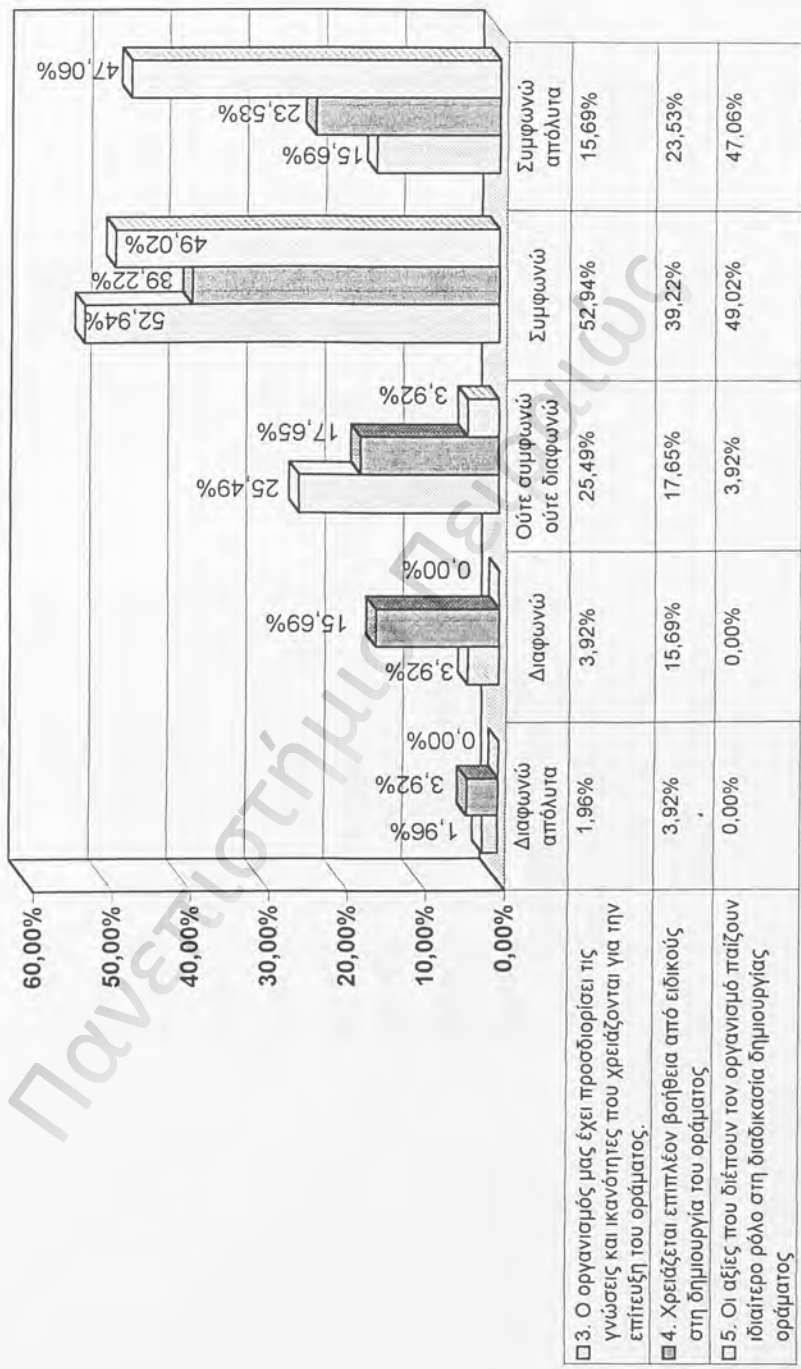 60,00%
50,00%
40,00%
30,00%
20,00%
10,00%
0,00%
1,96%
3,92%
0,00%
3,92%
15,69%
0,00%
25,49%
17,65%
3,92%
52,94%
39,22%
49,02%
15,69%
23,53%
47,06%
Διαφωνώ
απόλυτα
Διαφωνώ
Ούτε συμφωνώ
ούτε διαφωνώ
Συμφωνώ
Συμφωνώ
απόλυτα
3. Ο οργανισμός μας έχει προσδιορίσει τις
γνώσεις και ικανότητες που χρειάζονται για την
επίτευξη του οράματος.
1,96%
3,92%
25,49%
52,94%
15,69%
4. Χρειάζεται επιπλέον βοήθεια από ειδικούς
στη δημιουργία του οράματος
3,92%
15,69%
17,65%
39,22%
23,53%
5. Οι αξίες που διέπουν τον οργανισμό παίζουν
ιδιαίτερο ρόλο στη διαδικασία δημιουργίας
οράματος
0,00%
0,00%
3,92%
49,02%
47,06%
Πανεπιστήμιο Πειραιώς